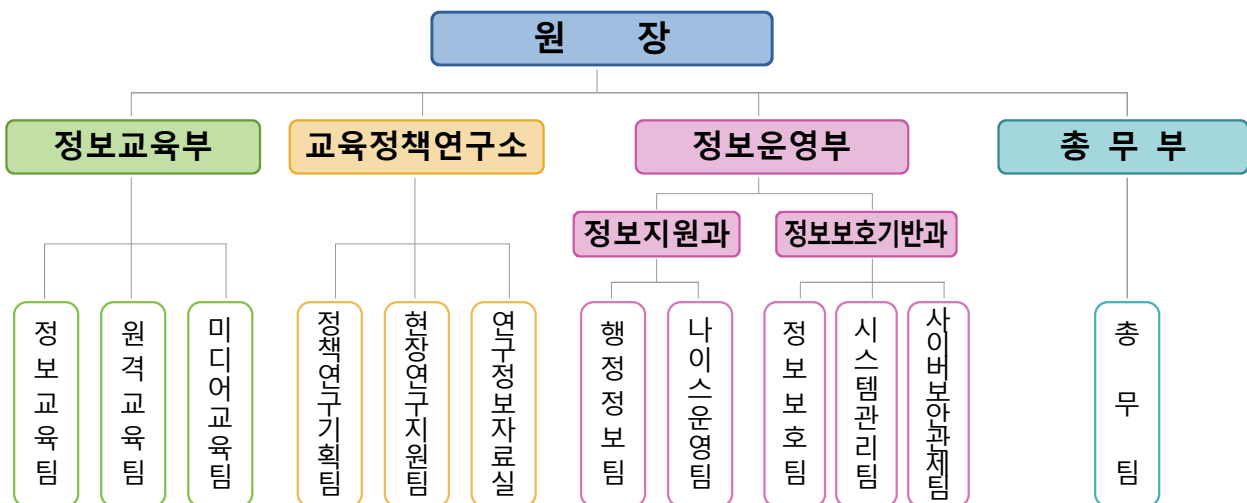 원 장
정보교육부
교육정책연구소
정보운영부
총 무 부
정보지원과
정보보호기반과
정보교육팀
원격교육팀
미디어교육팀
정책연구기획팀
현장연구지원팀
연구정보자료실
행정정보팀
나이스운영팀
정보보호팀
시스템관리팀
사이버보안관제팀
총무팀